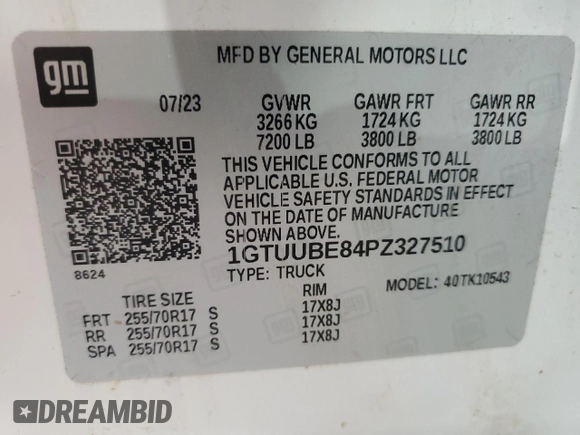 gm
MFD BY GENERAL MOTORS LLC
07/23 GVWR GAWR FRT GAWR RR
3266 KG 1724 KG 1724 KG
7200 LB 3800 LB 3800 LB
THIS VEHICLE CONFORMS TO ALL
APPLICABLE U.S. FEDERAL MOTOR
VEHICLE SAFETY STANDARDS IN EFFECT
ON THE DATE OF MANUFACTURE
SHOWN ABOVE.
1GTUUBE84PZ327510
8624
TYPE: TRUCK MODEL: 40TK10543
TIRE SIZE RIM
FRT 255/70R17 S 17X8J
RR 255/70R17 S 17X8J
SPA 255/70R17 S 17X8J
DREAMBID